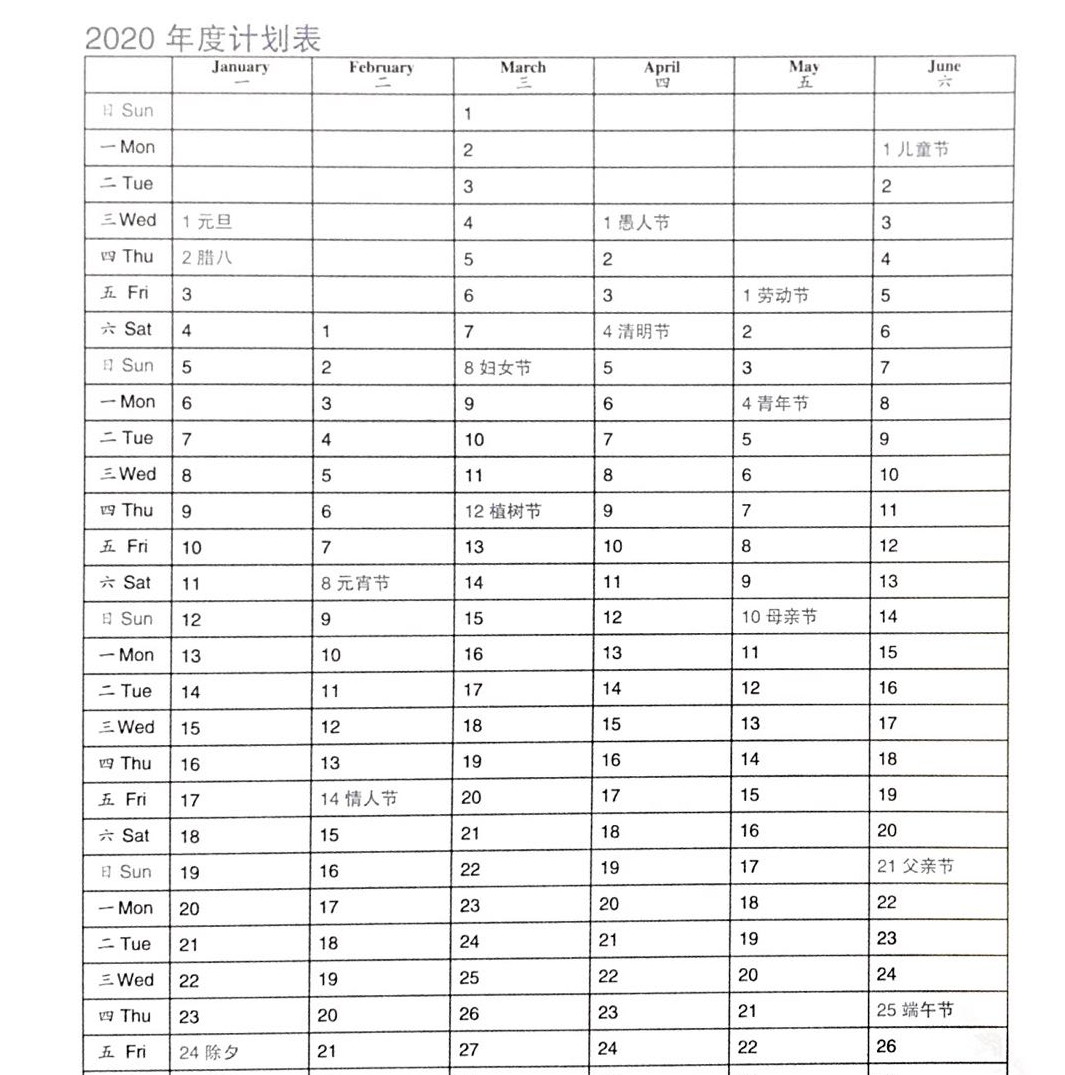 2020 年度计划表
January February March April May June
一 二 三 四 五 六
日 Sun 1
一 Mon 2 1 儿童节
二 Tue 3 2
三 Wed 1 元旦 4 1 愚人节 3
四 Thu 2 腊八 5 2 4
五 Fri 3 6 3 1 劳动节 5
六 Sat 4 1 7 4 清明节 2 6
日 Sun 5 2 8 妇女节 5 3 7
一 Mon 6 3 9 6 4 青年节 8
二 Tue 7 4 10 7 5 9
三 Wed 8 5 11 8 6 10
四 Thu 9 6 12 植树节 9 7 11
五 Fri 10 7 13 10 8 12
六 Sat 11 8 元宵节 14 11 9 13
日 Sun 12 9 15 12 10 母亲节 14
一 Mon 13 10 16 13 11 15
二 Tue 14 11 17 14 12 16
三 Wed 15 12 18 15 13 17
四 Thu 16 13 19 16 14 18
五 Fri 17 14 情人节 20 17 15 19
六 Sat 18 15 21 18 16 20
日 Sun 19 16 22 19 17 21 父亲节
一 Mon 20 17 23 20 18 22
二 Tue 21 18 24 21 19 23
三 Wed 22 19 25 22 20 24
四 Thu 23 20 26 23 21 25 端午节
五 Fri 24 除夕 21 27 24 22 26